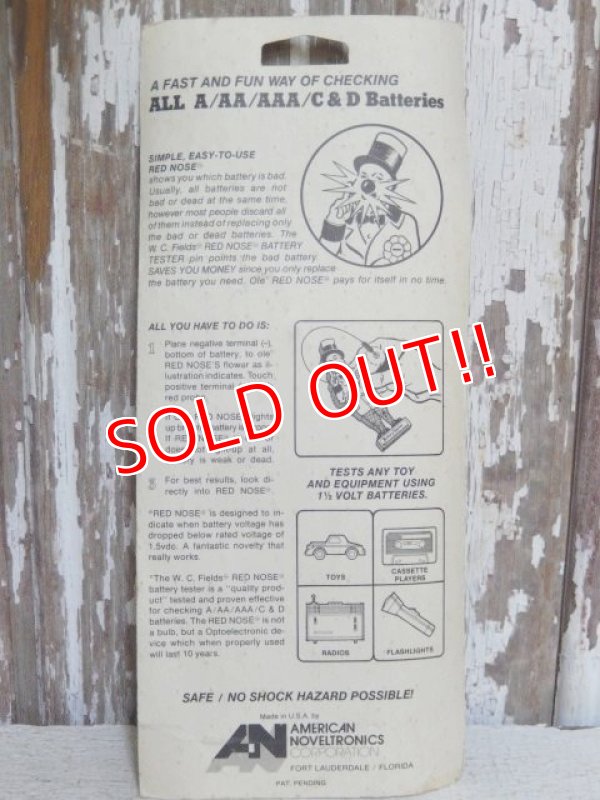 A FAST AND FUN WAY OF CHECKING
ALL A/AA/AAA/C & D Batteries
SIMPLE, EASY-TO-USE
RED NOSE®
shows you which battery is bad.
Usually, all batteries are not
bad or dead at the same time,
however most people discard all
of them instead of replacing only
the bad or dead batteries. The
W. C. Fields® RED NOSE® BATTERY
TESTER pin points the bad battery.
SAVES YOU MONEY since you only replace
the battery you need. Ole' RED NOSE® pays for itself in no time.
ALL YOU HAVE TO DO IS:
1 Plane negative terminal (-),
bottom of battery, to ole'
RED NOSE'S flower as il-
lustration indicates. Touch
positive terminal
red
RED NOSE lights
up
If RED NOSE
at all,
is weak or dead.
3 For best results, look di-
rectly into RED NOSE®.
"RED NOSE® is designed to in-
dicate when battery voltage has
dropped below rated voltage of
1.5vdc. A fantastic novelty that
really works.
"The W. C. Fields® RED NOSE®
battery tester is a "quality prod-
uct" tested and proven effective
for checking A/AA/AAA/C & D
batteries. The RED NOSE® is not
a bulb, but a Optoelectronic de-
vice which when properly used
will last 10 years.
TESTS ANY TOY
AND EQUIPMENT USING
1½ VOLT BATTERIES.
TOYS
CASSETTE
PLAYERS
RADIOS
FLASHLIGHTS
SOLD OUT!!
SAFE / NO SHOCK HAZARD POSSIBLE!
Made in U.S.A. by
AN AMERICAN
NOVELTRONICS
CORPORATION
FORT LAUDERDALE / FLORIDA
PAT. PENDING